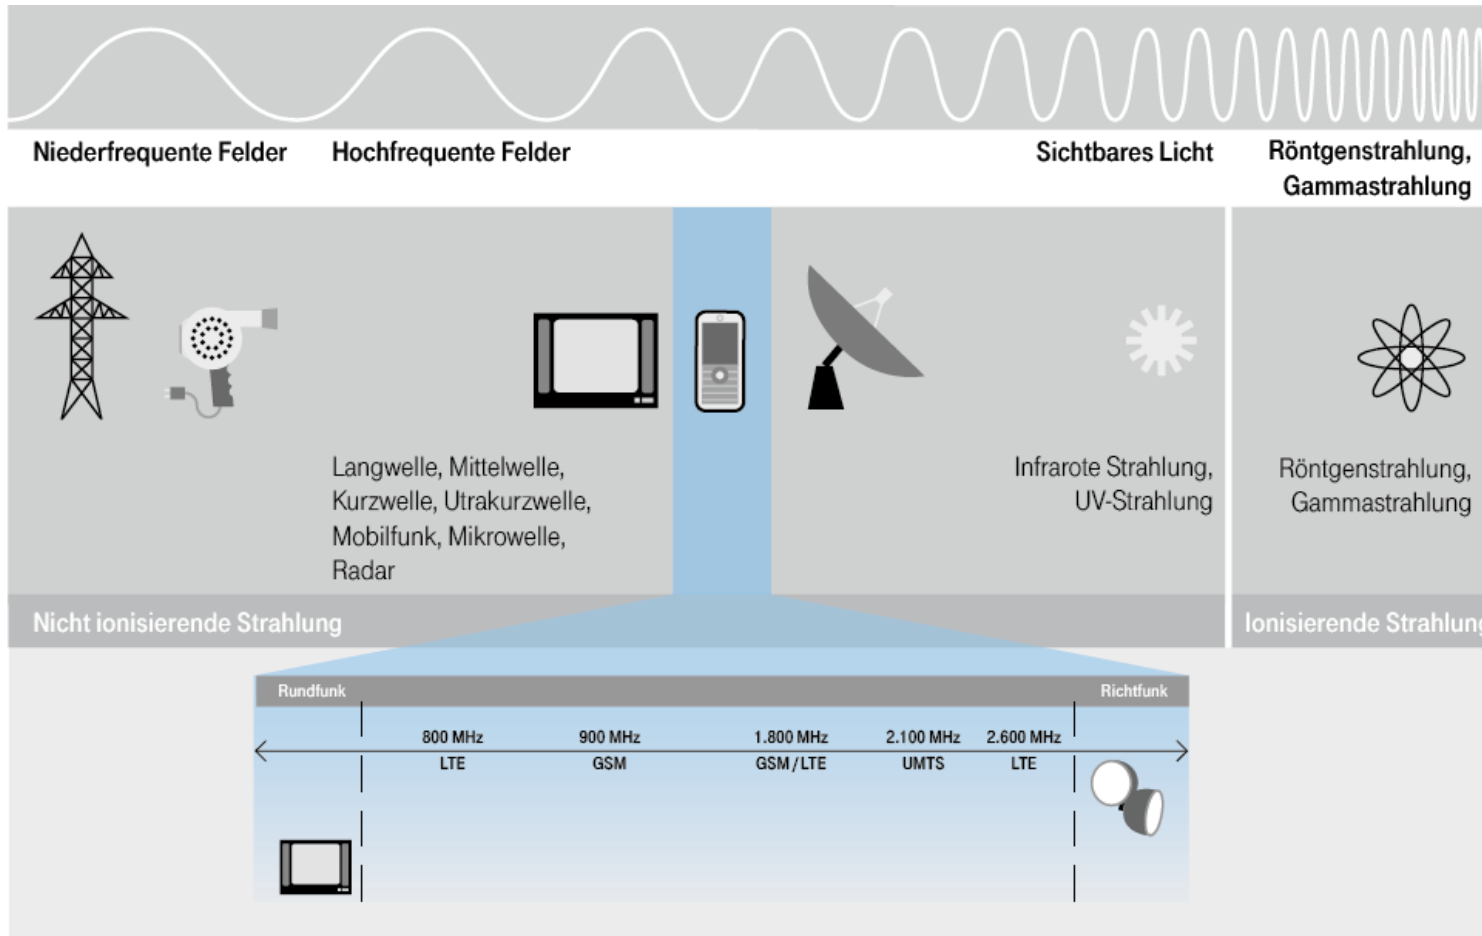 Niederfrequente Felder
Hochfrequente Felder
Sichtbares Licht
Röntgenstrahlung,
Gammastrahlung
Langwelle, Mittelwelle,
Kurzwelle, Utrakurzwelle,
Mobilfunk, Mikrowelle,
Radar
Infrarote Strahlung,
UV-Strahlung
Röntgenstrahlung,
Gammastrahlung
Nicht ionisierende Strahlung
Ionisierende Strahlung
Rundfunk
Richtfunk
800 MHz
LTE
900 MHz
GSM
1.800 MHz
GSM/LTE
2.100 MHz
UMTS
2.600 MHz
LTE